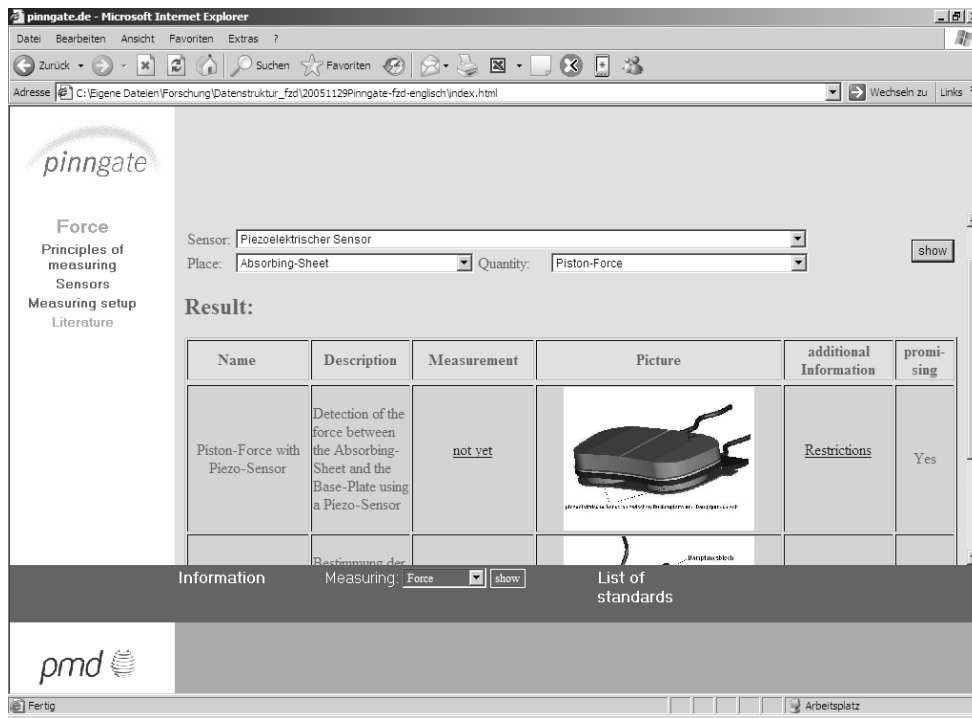 pinngate.de - Microsoft Internet Explorer
Datei Bearbeiten Ansicht Favoriten Extras ?
Zurück Suchen Favoriten
Adresse C:\Eigene Dateien\Forschung\Datenstruktur_fzd\20051129Pinngate-fzd-englisch\index.html Wechseln zu Links
pinngate
Force
Principles of
measuring
Sensors
Measuring setup
Literature
Sensor: Piezoelektrischer Sensor
Place: Absorbing-Sheet Quantity: Piston-Force
show
Result:
Name Description Measurement Picture additional Information promi-sing
Piston-Force with
Piezo-Sensor
Detection of the
force between
the Absorbing-
Sheet and the
Base-Plate using
a Piezo-Sensor
not yet
Restrictions
Yes
Bestimmung der
Dämpfungsblech
Information Measuring: Force show List of
standards
pmd
Fertig Arbeitsplatz